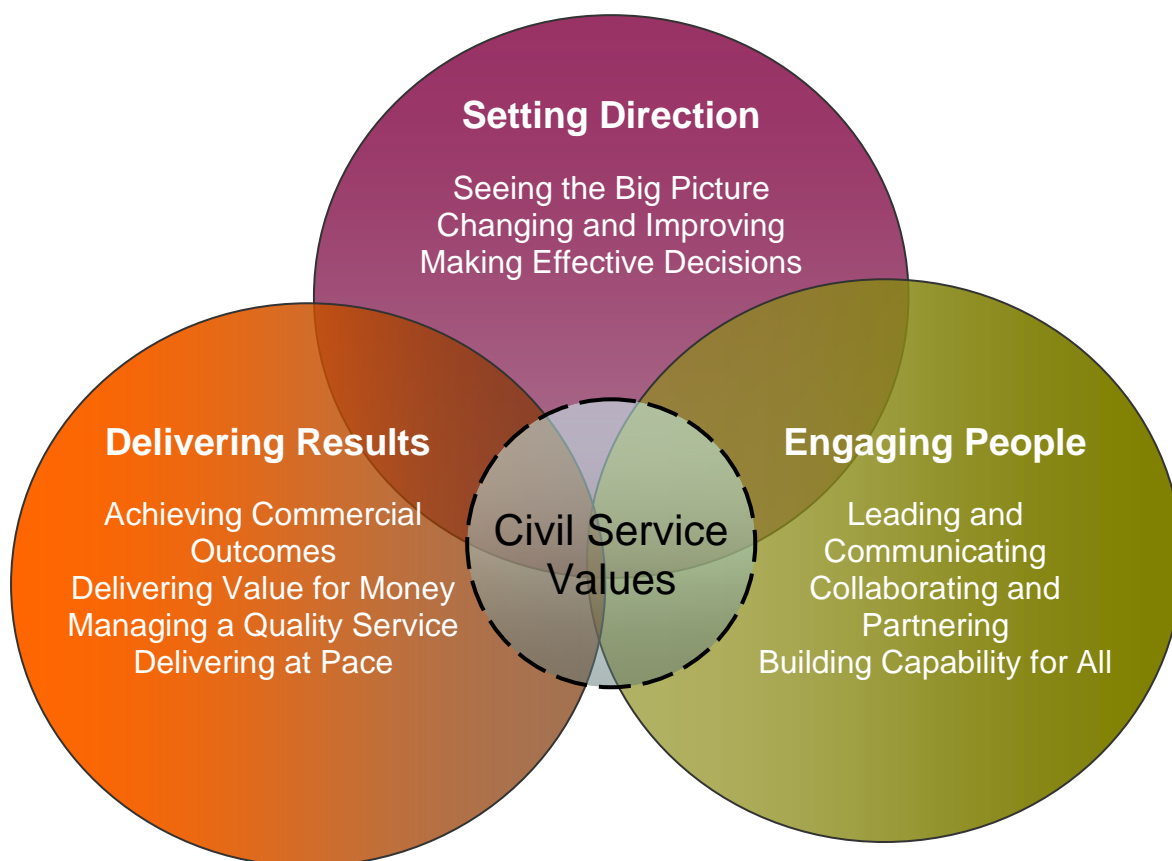 Setting Direction
Seeing the Big Picture
Changing and Improving
Making Effective Decisions
Delivering Results
Achieving Commercial
Outcomes
Delivering Value for Money
Managing a Quality Service
Delivering at Pace
Civil Service
Values
Engaging People
Leading and
Communicating
Collaborating and
Partnering
Building Capability for All